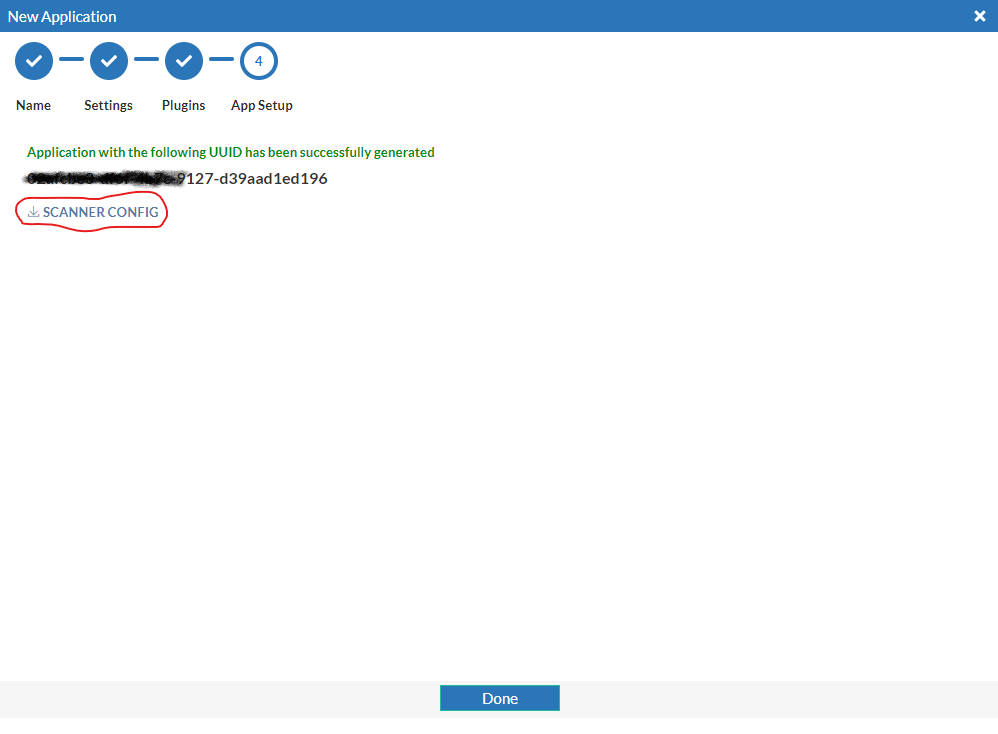 New Application
4
Name Settings Plugins App Setup
Application with the following UUID has been successfully generated
9127-d39aad1ed196
SCANNER CONFIG
Done